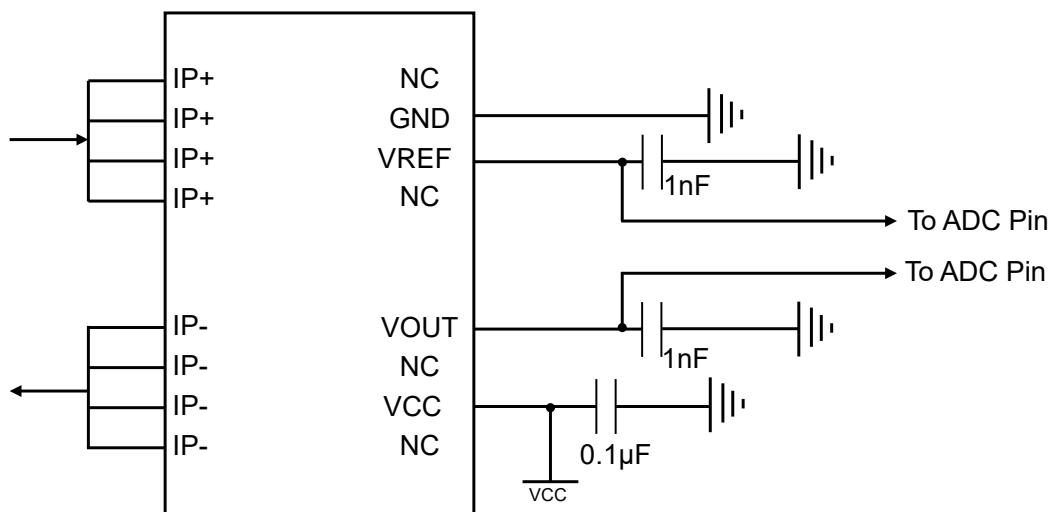 IP+
IP+
IP+
IP+
IP-
IP-
IP-
IP-
NC
GND
VREF
NC
VOUT
NC
VCC
NC
1nF
To ADC Pin
To ADC Pin
1nF
0.1µF
VCC